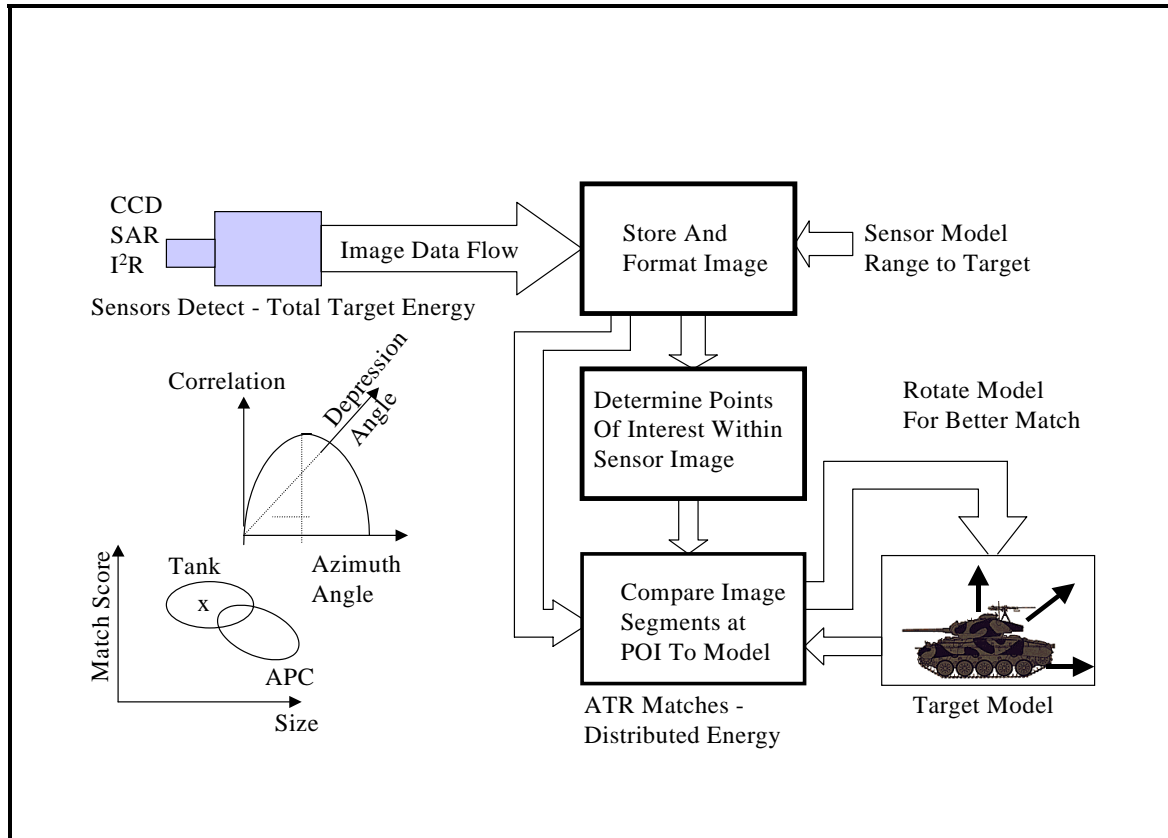 CCD
SAR
I²R
Image Data Flow
Sensors Detect - Total Target Energy
Store And
Format Image
Sensor Model
Range to Target
Correlation
Depression
Angle
Azimuth
Angle
Determine Points
Of Interest Within
Sensor Image
Rotate Model
For Better Match
Match Score
Tank
x
APC
Size
Compare Image
Segments at
POI To Model
ATR Matches -
Distributed Energy
Target Model